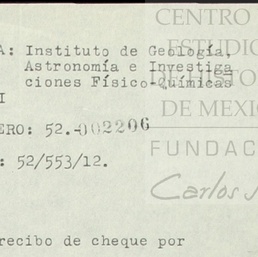 A: Instituto de Geología,
Astronomía e Investiga
ciones Físico-químicas
I
ERO: 52.-002206
: 52/553/12.
recibo de cheque por
CENTRO
ESTUDIO
DE HISTO
DE MEXIC
FUNDAC
Carlos